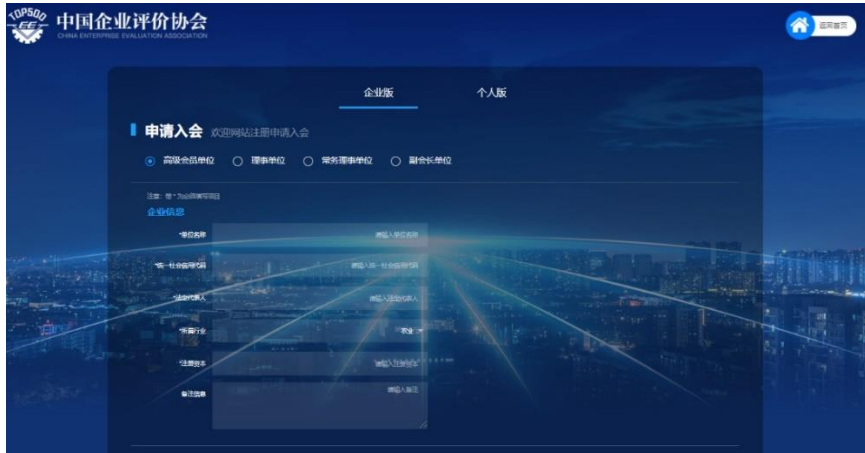 TOP500
EE
中国企业评价协会
CHINA ENTERPRISE EVALUATION ASSOCIATION
返回首页
企业版 个人版
申请入会 欢迎网站注册申请入会
高级会员单位 理事单位 常务理事单位 副会长单位
注意：带*为必须填写项目
企业信息
*单位名称 请输入单位名称
*统一社会信用代码 请输入统一社会信用代码
*法定代表人 请输入法定代表人
*所属行业 农业
*注册资本 请输入注册资本
备注信息 请输入备注